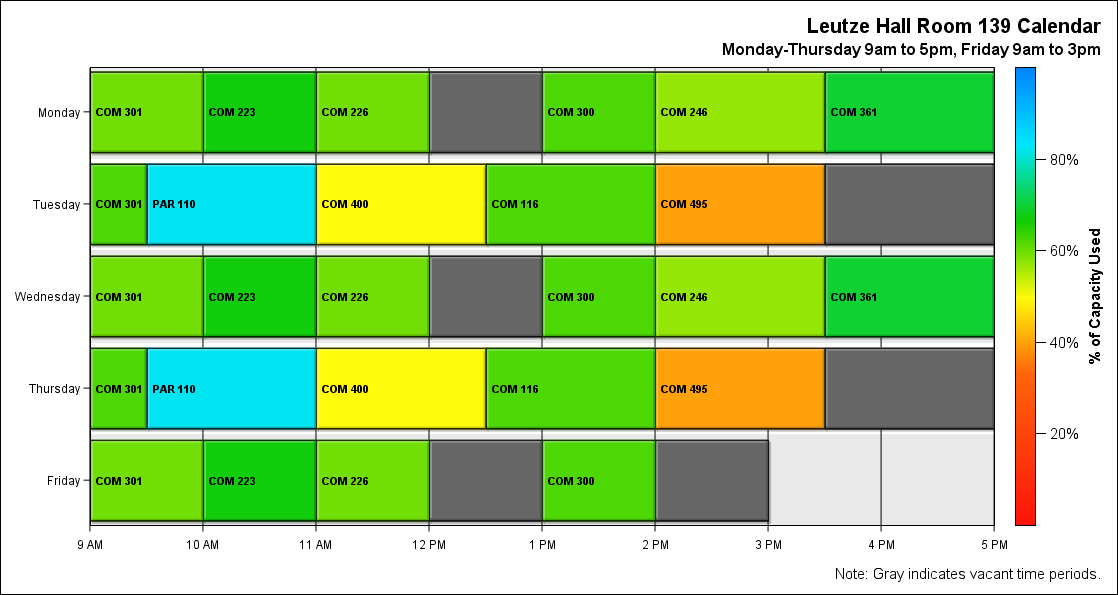 Leutze Hall Room 139 Calendar
Monday-Thursday 9am to 5pm, Friday 9am to 3pm
Monday COM 301 COM 223 COM 226 COM 300 COM 246 COM 361
Tuesday COM 301 PAR 110 COM 400 COM 116 COM 495
Wednesday COM 301 COM 223 COM 226 COM 300 COM 246 COM 361
Thursday COM 301 PAR 110 COM 400 COM 116 COM 495
Friday COM 301 COM 223 COM 226 COM 300
9 AM 10 AM 11 AM 12 PM 1 PM 2 PM 3 PM 4 PM 5 PM
80%
60%
40%
20%
% of Capacity Used
Note: Gray indicates vacant time periods.